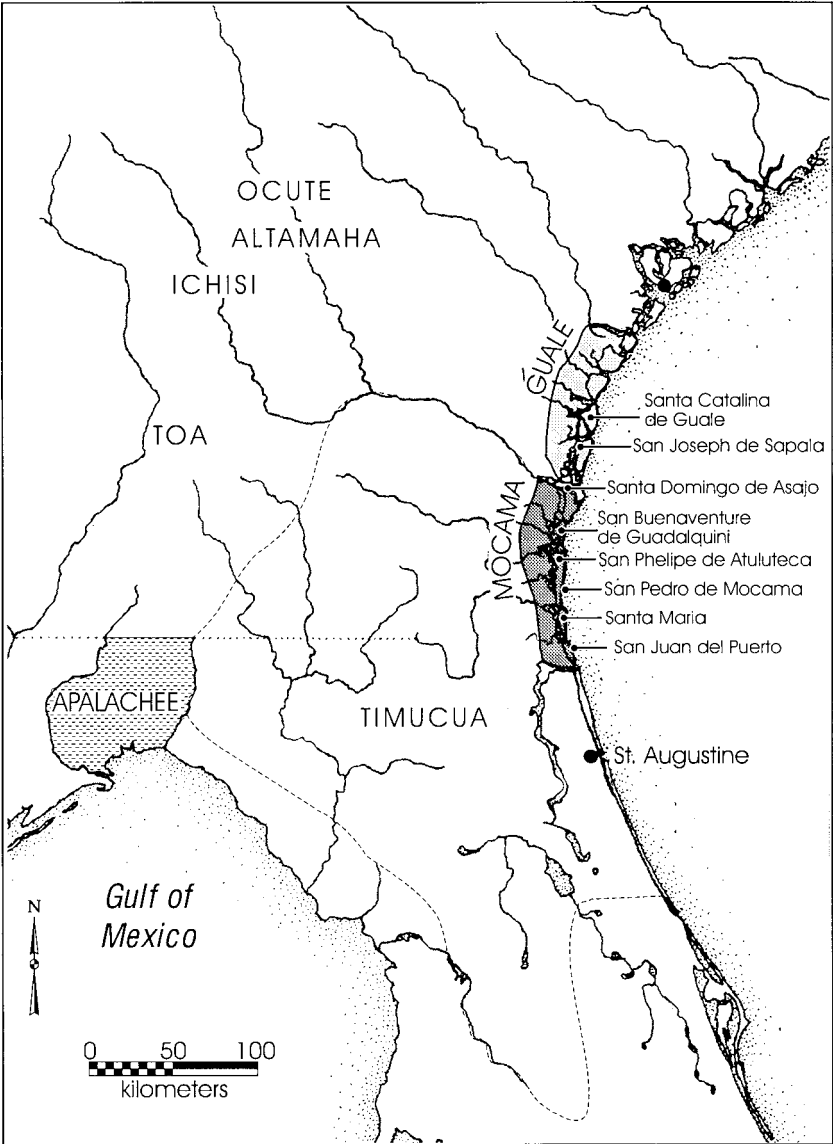 OCUTE
ALTAMAHA
ICHISI
GUALE
Santa Catalina
de Guale
TOA
San Joseph de Sapala
MOCAMA
Santa Domingo de Asajo
San Buenaventure
de Guadalquini
San Phelipe de Atuluteca
San Pedro de Mocama
Santa Maria
San Juan del Puerto
APALACHEE
TIMUCUA
St. Augustine
Gulf of
Mexico
N
0 50 100
kilometers